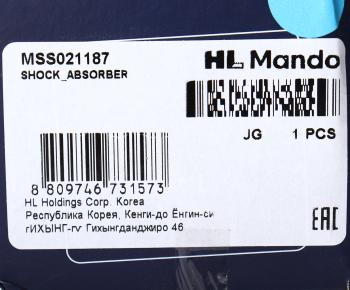 MSS021187
SHOCK_ABSORBER
HL Mando
JG 1 PCS
8 809746 731573
HL Holdings Corp. Korea
Республика Корея, Кенги-до Ёнгин-си
гИХЫНГ-гу Гихынгданджиро 46
EAC